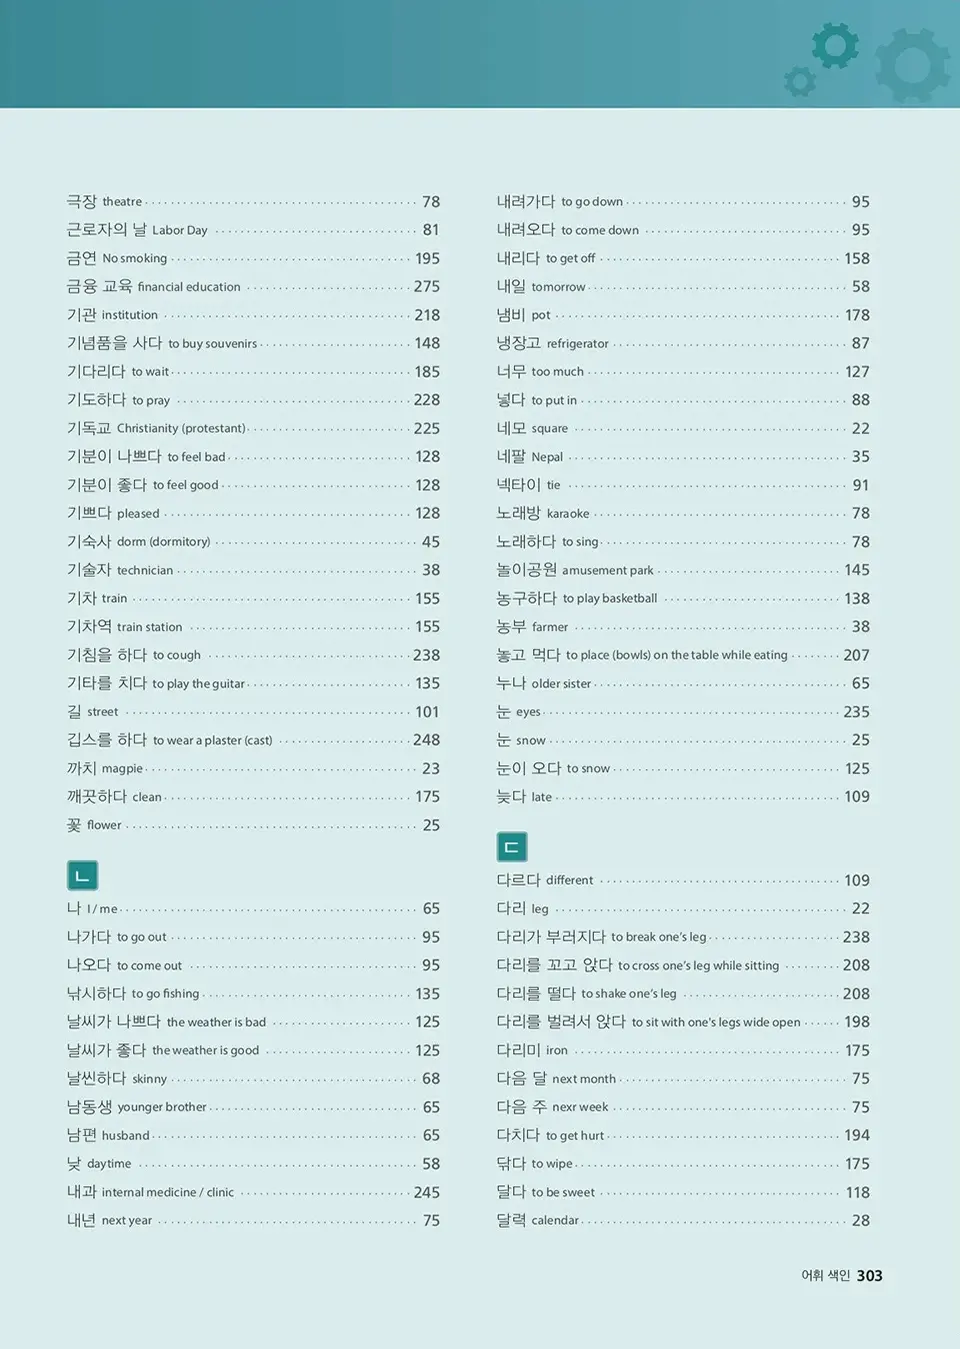 극장 theatre 78
근로자의 날 Labor Day 81
금연 No smoking 195
금융 교육 financial education 275
기관 institution 218
기념품을 사다 to buy souvenirs 148
기다리다 to wait 185
기도하다 to pray 228
기독교 Christianity (protestant) 225
기분이 나쁘다 to feel bad 128
기분이 좋다 to feel good 128
기쁘다 pleased 128
기숙사 dorm (dormitory) 45
기술자 technician 38
기차 train 155
기차역 train station 155
기침을 하다 to cough 238
기타를 치다 to play the guitar 135
길 street 101
깁스를 하다 to wear a plaster (cast) 248
까치 magpie 23
깨끗하다 clean 175
꽃 flower 25
ㄴ
나 I / me 65
나가다 to go out 95
나오다 to come out 95
낚시하다 to go fishing 135
날씨가 나쁘다 the weather is bad 125
날씨가 좋다 the weather is good 125
날씬하다 skinny 68
남동생 younger brother 65
남편 husband 65
낮 daytime 58
내과 internal medicine / clinic 245
내년 next year 75
내려가다 to go down 95
내려오다 to come down 95
내리다 to get off 158
내일 tomorrow 58
냄비 pot 178
냉장고 refrigerator 87
너무 too much 127
넣다 to put in 88
네모 square 22
네팔 Nepal 35
넥타이 tie 91
노래방 karaoke 78
노래하다 to sing 78
놀이공원 amusement park 145
농구하다 to play basketball 138
농부 farmer 38
놓고 먹다 to place (bowls) on the table while eating 207
누나 older sister 65
눈 eyes 235
눈 snow 25
눈이 오다 to snow 125
늦다 late 109
ㄷ
다르다 different 109
다리 leg 22
다리가 부러지다 to break one's leg 238
다리를 꼬고 앉다 to cross one's leg while sitting 208
다리를 떨다 to shake one's leg 208
다리를 벌려서 앉다 to sit with one's legs wide open 198
다리미 iron 175
다음 달 next month 75
다음 주 nexr week 75
다치다 to get hurt 194
닦다 to wipe 175
달다 to be sweet 118
달력 calendar 28
어휘 색인 303